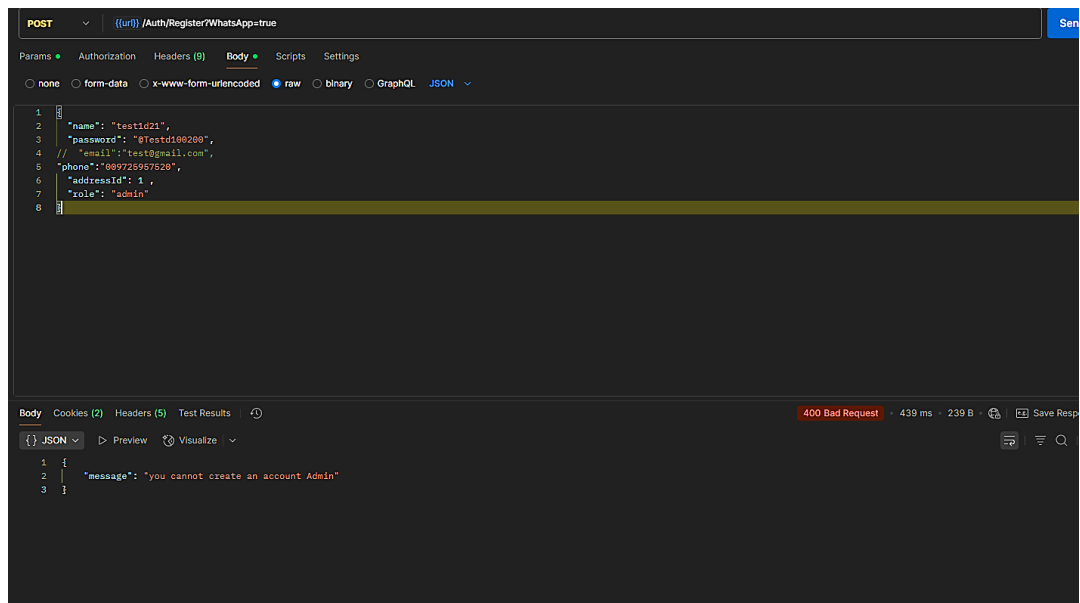 POST {{url}} /Auth/Register?WhatsApp=true Sen
Params Authorization Headers (9) Body Scripts Settings
none form-data x-www-form-urlencoded raw binary GraphQL JSON
1 {
2 "name": "test1d21",
3 "password": "@Testd100200",
4 // "email":"test@gmail.com",
5 "phone":"009725957520",
6 "addressId": 1 ,
7 "role": "admin"
8 }
Body Cookies (2) Headers (5) Test Results 400 Bad Request • 439 ms • 239 B • Save Resp
{} JSON Preview Visualize
1 {
2 "message": "you cannot create an account Admin"
3 }